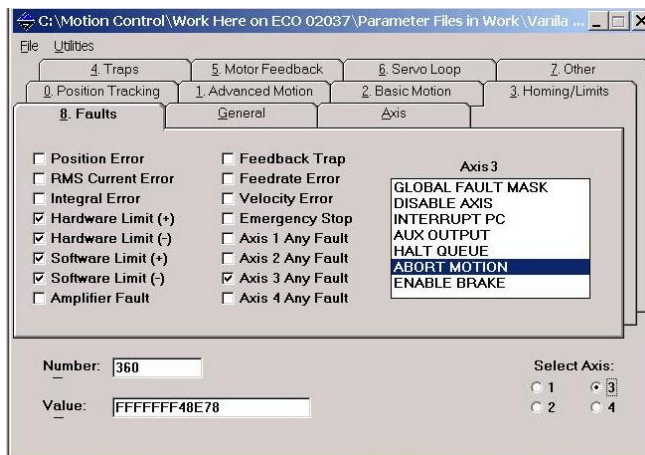 C:\Motion Control\Work Here on ECO 02037\Parameter Files in Work\Vanila ...
File Utilities
4. Traps 5. Motor Feedback 6. Servo Loop 7. Other
0. Position Tracking 1. Advanced Motion 2. Basic Motion 3. Homing/Limits
8. Faults General Axis
Position Error Feedback Trap Axis 3
RMS Current Error Feedrate Error GLOBAL FAULT MASK
Integral Error Velocity Error DISABLE AXIS
Hardware Limit (+) Emergency Stop INTERRUPT PC
Hardware Limit (-) Axis 1 Any Fault AUX OUTPUT
Software Limit (+) Axis 2 Any Fault HALT QUEUE
Software Limit (-) Axis 3 Any Fault ABORT MOTION
Amplifier Fault Axis 4 Any Fault ENABLE BRAKE
Number: 360 Select Axis:
1 3
Value: FFFFFFF48E78 2 4